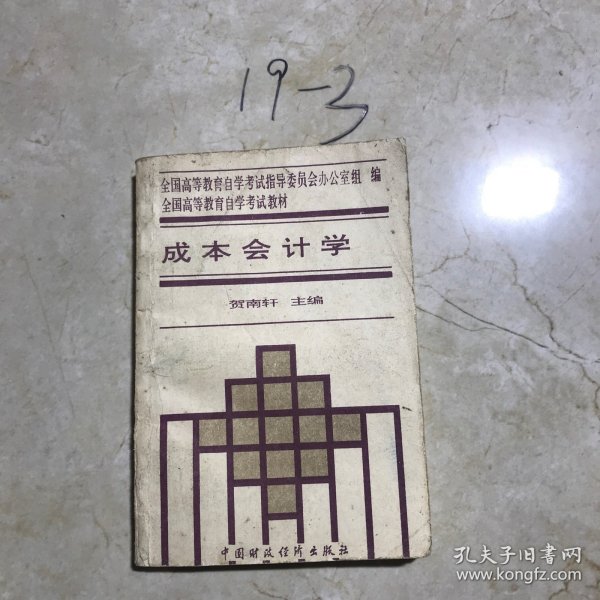 19-3
全国高等教育自学考试指导委员会办公室组 编
全国高等教育自学考试教材
成本会计学
贺南轩 主编
中国财政经济出版社
孔夫子旧书网
www.kongfz.com